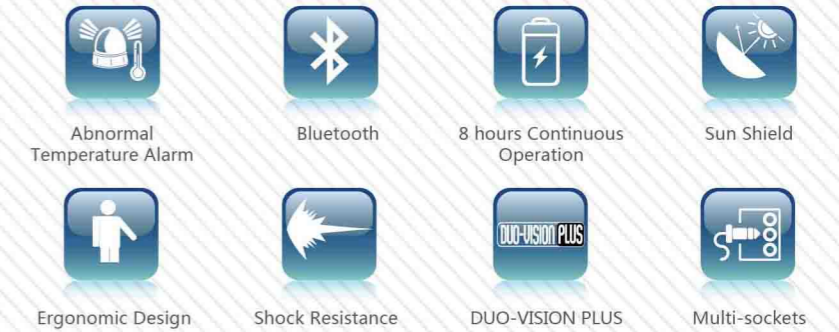 Abnormal
Temperature Alarm
Bluetooth
8 hours Continuous
Operation
Sun Shield
DUO-VISION PLUS
Ergonomic Design
Shock Resistance
DUO-VISION PLUS
Multi-sockets